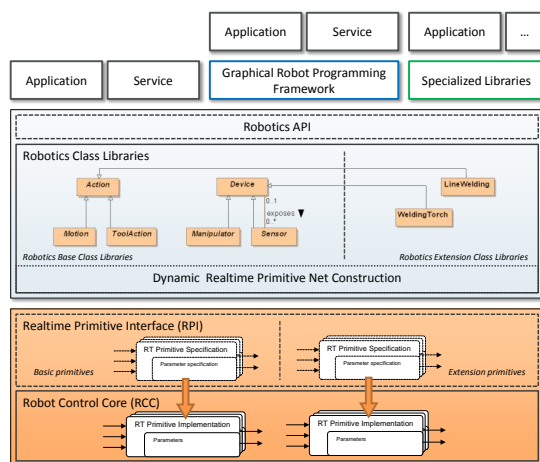 Application
Service
Application
...
Application
Service
Graphical Robot Programming
Framework
Specialized Libraries
Robotics API
Robotics Class Libraries
Action
Device
LineWelding
0..1
exposes ▼
0..*
WeldingTorch
Motion
ToolAction
Manipulator
Sensor
Robotics Base Class Libraries
Robotics Extension Class Libraries
Dynamic Realtime Primitive Net Construction
Realtime Primitive Interface (RPI)
RT Primitive Specification
Parameter specification
RT Primitive Specification
Parameter specification
Basic primitives
Extension primitives
Robot Control Core (RCC)
RT Primitive Implementation
Parameters
RT Primitive Implementation
Parameters